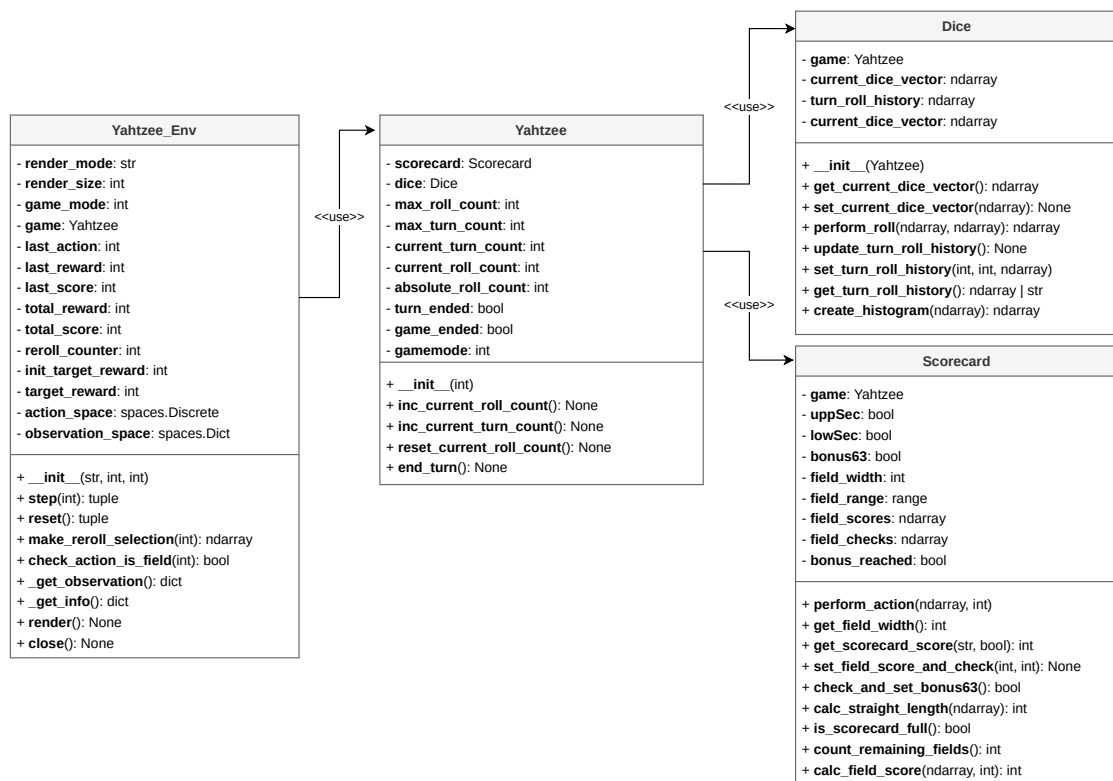 Yahtzee_Env
- render_mode: str
- render_size: int
- game_mode: int
- game: Yahtzee
- last_action: int
- last_reward: int
- last_score: int
- total_reward: int
- total_score: int
- reroll_counter: int
- init_target_reward: int
- target_reward: int
- action_space: spaces.Discrete
- observation_space: spaces.Dict
+ __init__(str, int, int)
+ step(int): tuple
+ reset(): tuple
+ make_reroll_selection(int): ndarray
+ check_action_is_field(int): bool
+ _get_observation(): dict
+ _get_info(): dict
+ render(): None
+ close(): None
<<use>>
Yahtzee
- scorecard: Scorecard
- dice: Dice
- max_roll_count: int
- max_turn_count: int
- current_turn_count: int
- current_roll_count: int
- absolute_roll_count: int
- turn_ended: bool
- game_ended: bool
- gamemode: int
+ __init__(int)
+ inc_current_roll_count(): None
+ inc_current_turn_count(): None
+ reset_current_roll_count(): None
+ end_turn(): None
<<use>>
<<use>>
Dice
- game: Yahtzee
- current_dice_vector: ndarray
- turn_roll_history: ndarray
- current_dice_vector: ndarray
+ __init__(Yahtzee)
+ get_current_dice_vector(): ndarray
+ set_current_dice_vector(ndarray): None
+ perform_roll(ndarray, ndarray): ndarray
+ update_turn_roll_history(): None
+ set_turn_roll_history(int, int, ndarray)
+ get_turn_roll_history(): ndarray | str
+ create_histogram(ndarray): ndarray
Scorecard
- game: Yahtzee
- uppSec: bool
- lowSec: bool
- bonus63: bool
- field_width: int
- field_range: range
- field_scores: ndarray
- field_checks: ndarray
- bonus_reached: bool
+ perform_action(ndarray, int)
+ get_field_width(): int
+ get_scorecard_score(str, bool): int
+ set_field_score_and_check(int, int): None
+ check_and_set_bonus63(): bool
+ calc_straight_length(ndarray): int
+ is_scorecard_full(): bool
+ count_remaining_fields(): int
+ calc_field_score(ndarray, int): int